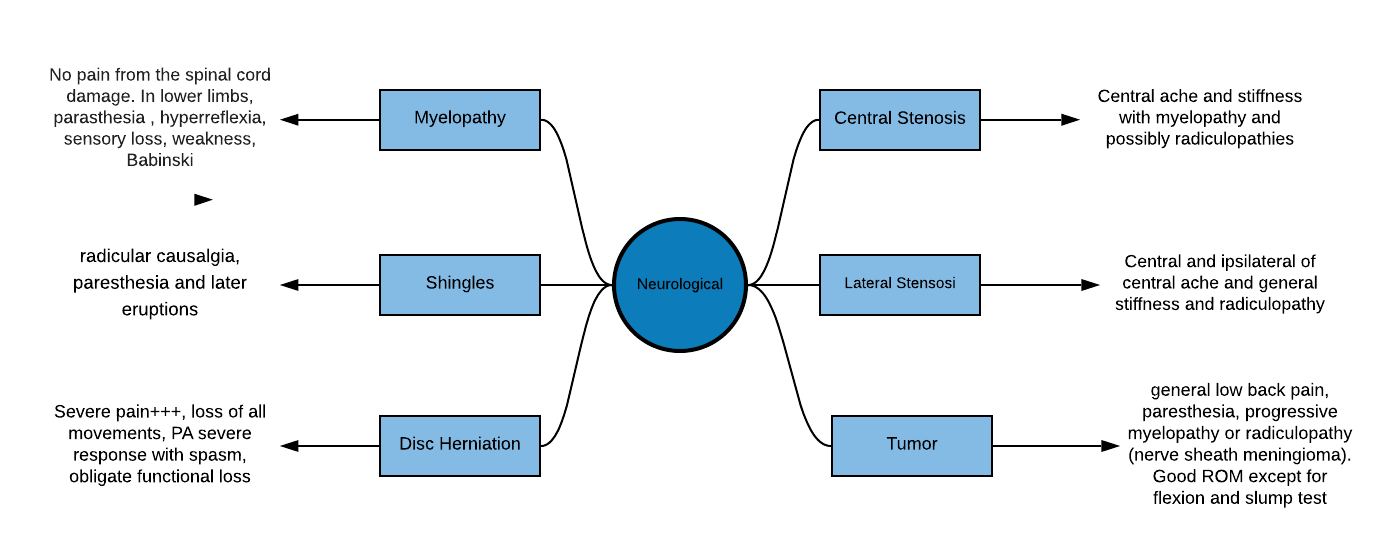 No pain from the spinal cord
damage. In lower limbs,
parasthesia , hyperreflexia,
sensory loss, weakness,
Babinski
Myelopathy
Central Stenosis
Central ache and stiffness
with myelopathy and
possibly radiculopathies
radicular causalgia,
paresthesia and later
eruptions
Shingles
Neurological
Lateral Stensosi
Central and ipsilateral of
central ache and general
stiffness and radiculopathy
Severe pain+++, loss of all
movements, PA severe
response with spasm,
obligate functional loss
Disc Herniation
Tumor
general low back pain,
paresthesia, progressive
myelopathy or radiculopathy
(nerve sheath meningioma).
Good ROM except for
flexion and slump test